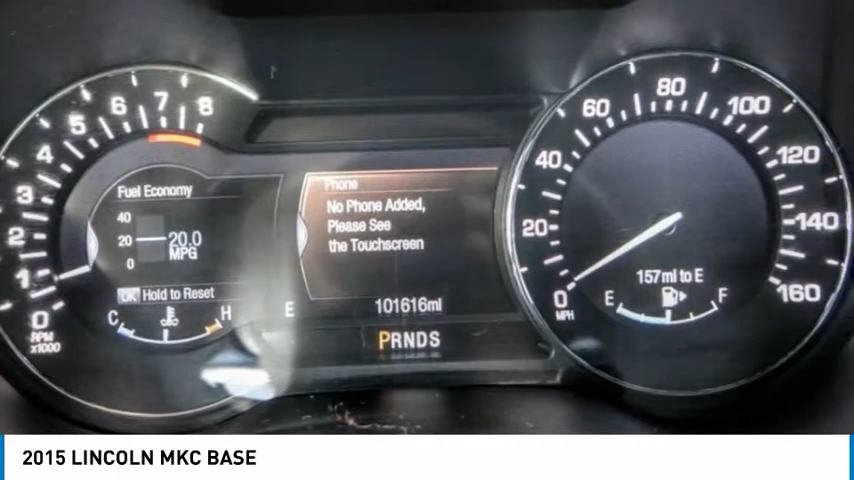 8
7
6
5
4
3
2
1
0
RPM
x1000
Fuel Economy
40
20
0
20.0
MPG
OK Hold to Reset
C H
Phone
No Phone Added,
Please See
the Touchscreen
E 101616mi
PRNDS
80
60 100
40 120
20 140
0 160
MPH
157mi to E
E F
2015 LINCOLN MKC BASE